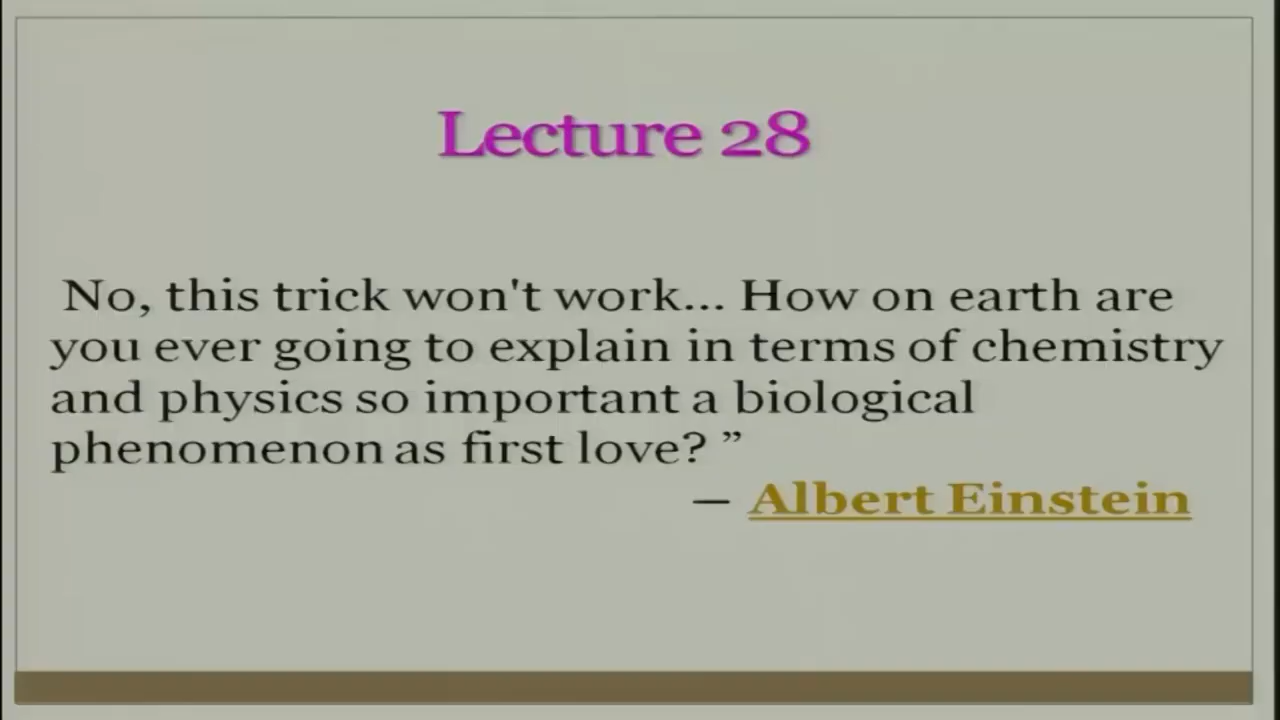 Lecture 28
No, this trick won't work... How on earth are
you ever going to explain in terms of chemistry
and physics so important a biological
phenomenon as first love? ”
— Albert Einstein